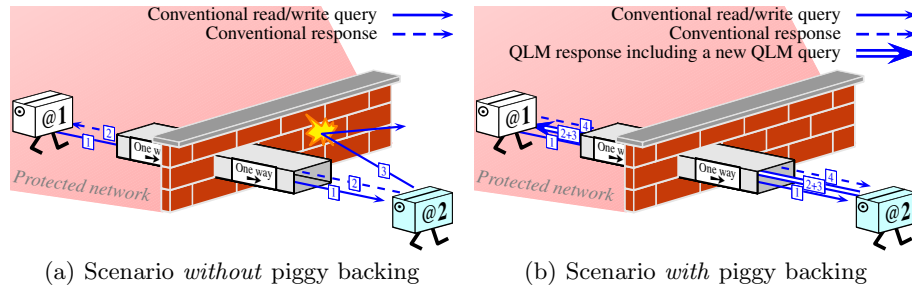 Conventional read/write query
Conventional response
@1
2
1
One w
One way
3
2
1
@2
Protected network
(a) Scenario without piggy backing
Conventional read/write query
Conventional response
QLM response including a new QLM query
@1
4
2+3
1
One w
One way
4
2+3
1
@2
Protected network
(b) Scenario with piggy backing